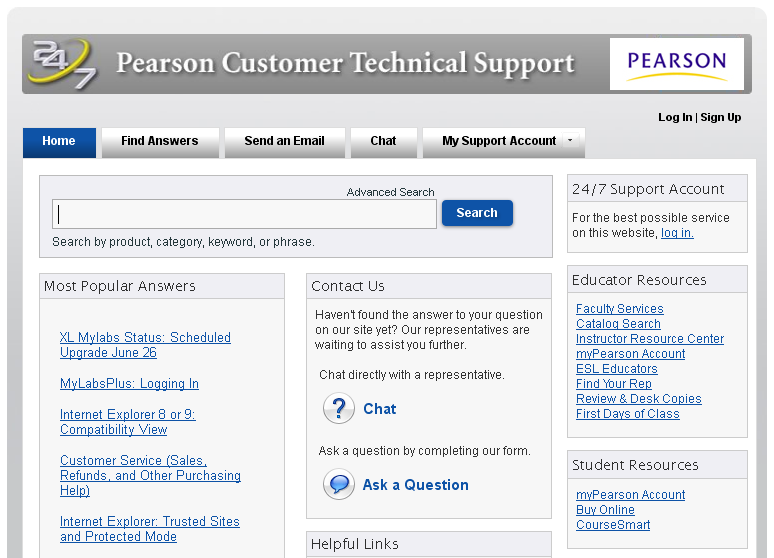 24/7 Pearson Customer Technical Support
PEARSON
Log In | Sign Up
Home
Find Answers
Send an Email
Chat
My Support Account
Advanced Search
Search
Search by product, category, keyword, or phrase.
Most Popular Answers
XL Mylabs Status: Scheduled
Upgrade June 26
MyLabsPlus: Logging In
Internet Explorer 8 or 9:
Compatibility View
Customer Service (Sales,
Refunds, and Other Purchasing
Help)
Internet Explorer: Trusted Sites
and Protected Mode
Contact Us
Haven't found the answer to your question
on our site yet? Our representatives are
waiting to assist you further.
Chat directly with a representative.
? Chat
Ask a question by completing our form.
Ask a Question
Helpful Links
24/7 Support Account
For the best possible service
on this website, log in.
Educator Resources
Faculty Services
Catalog Search
Instructor Resource Center
myPearson Account
ESL Educators
Find Your Rep
Review & Desk Copies
First Days of Class
Student Resources
myPearson Account
Buy Online
CourseSmart